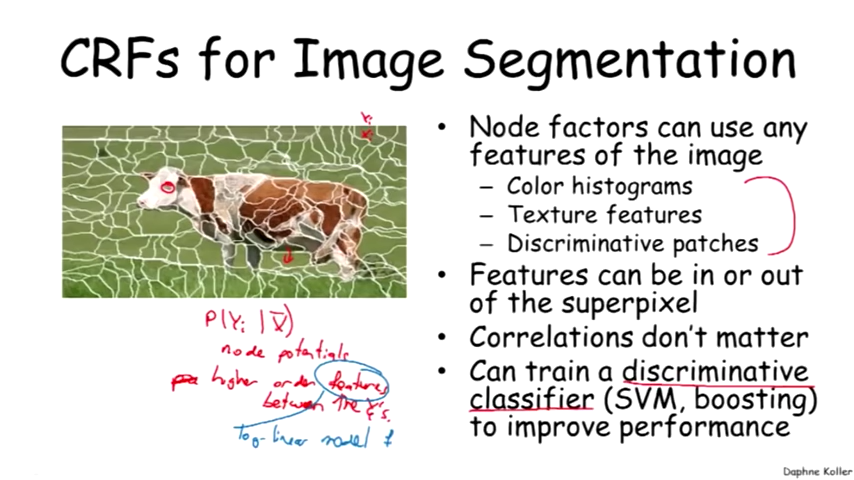 CRFs for Image Segmentation
Yi
Xi
P(Yi | X̄)
node potentials
higher order features
between the Y's.
log-linear model
• Node factors can use any
features of the image
– Color histograms
– Texture features
– Discriminative patches
• Features can be in or out
of the superpixel
• Correlations don't matter
• Can train a discriminative
classifier (SVM, boosting)
to improve performance
Daphne Koller